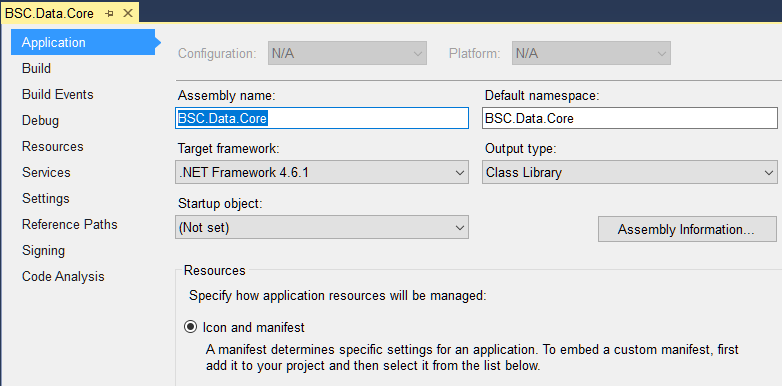 BSC.Data.Core
Application
Build
Build Events
Debug
Resources
Services
Settings
Reference Paths
Signing
Code Analysis
Configuration: N/A Platform: N/A
Assembly name: Default namespace:
BSC.Data.Core BSC.Data.Core
Target framework: Output type:
.NET Framework 4.6.1 Class Library
Startup object:
(Not set) Assembly Information...
Resources
Specify how application resources will be managed:
Icon and manifest
A manifest determines specific settings for an application. To embed a custom manifest, first
add it to your project and then select it from the list below.